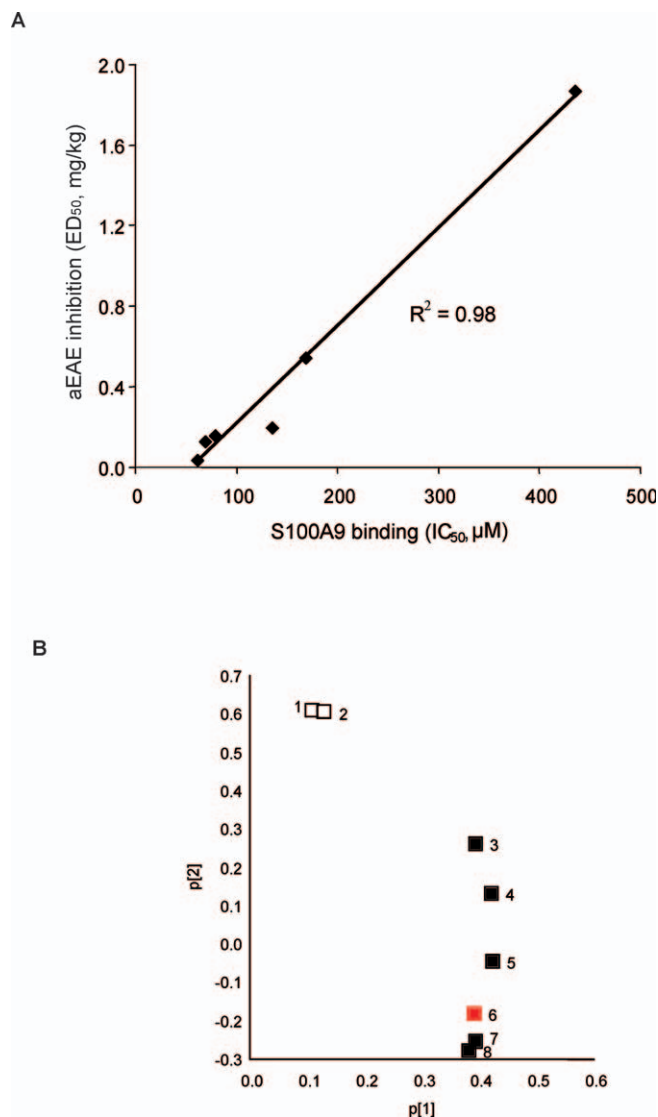 A
2.0
1.6
1.2
0.8
0.4
0.0
aEAE inhibition (ED50, mg/kg)
R2 = 0.98
0 100 200 300 400 500
S100A9 binding (IC50, µM)
B
0.7
0.6
0.5
0.4
0.3
0.2
0.1
0.0
-0.1
-0.2
-0.3
p[2]
1 2
3
4
5
6
7
8
0.0 0.1 0.2 0.3 0.4 0.5 0.6
p[1]